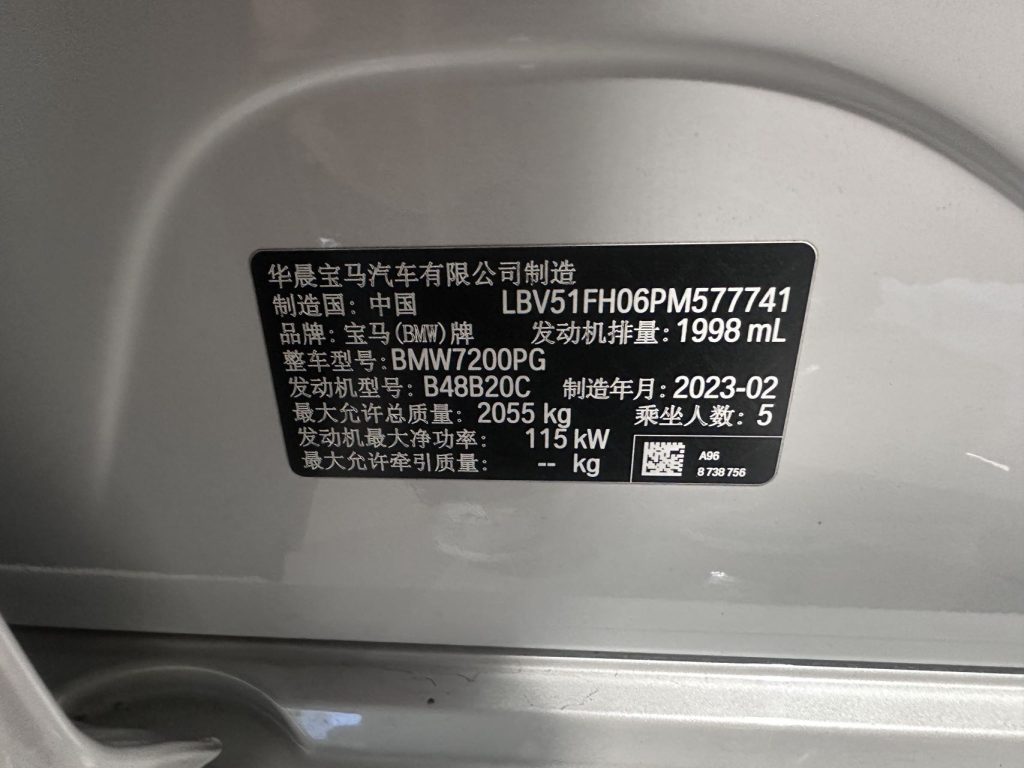 华晨宝马汽车有限公司制造
制造国: 中国 LBV51FH06PM577741
品牌: 宝马(BMW)牌 发动机排量: 1998 mL
整车型号: BMW7200PG
发动机型号: B48B20C 制造年月: 2023-02
最大允许总质量: 2055 kg 乘坐人数: 5
发动机最大净功率: 115 kW
最大允许牵引质量: -- kg
A96
8 738 756